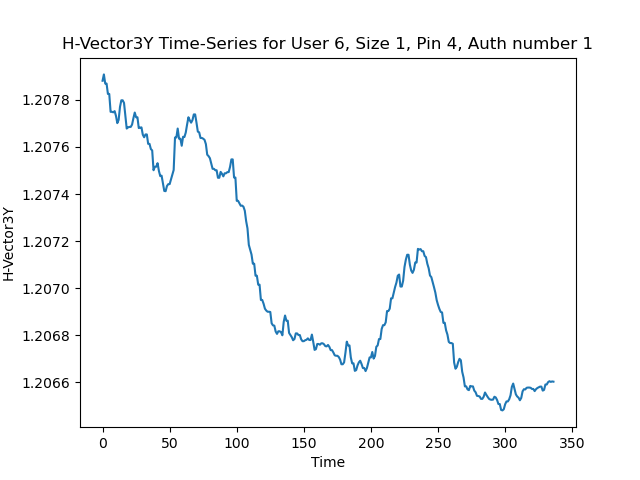 H-Vector3Y Time-Series for User 6, Size 1, Pin 4, Auth number 1
H-Vector3Y
1.2078
1.2076
1.2074
1.2072
1.2070
1.2068
1.2066
0 50 100 150 200 250 300 350
Time